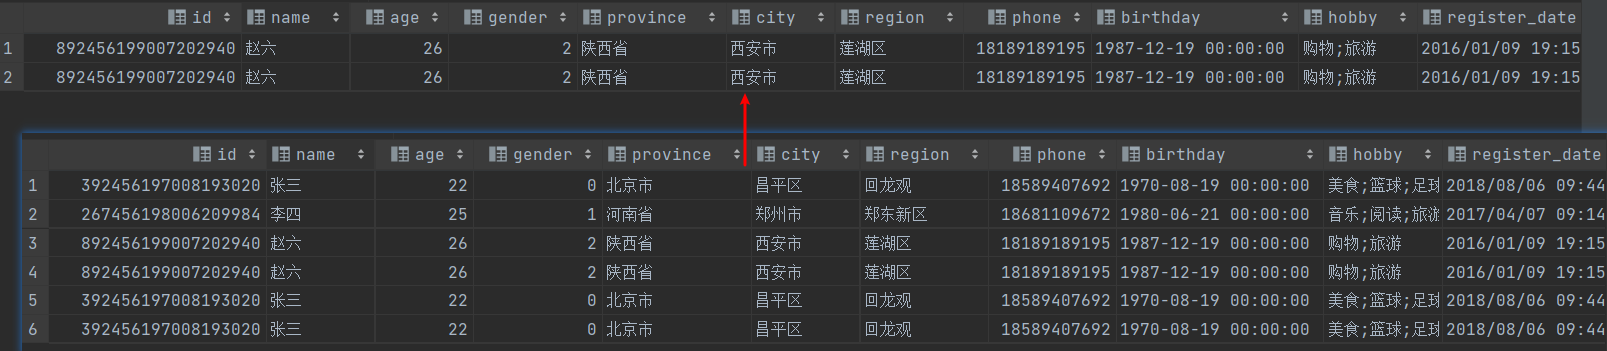 id name age gender province city region phone birthday hobby register_date
1 892456199007202940 赵六 26 2 陕西省 西安市 莲湖区 18189189195 1987-12-19 00:00:00 购物;旅游 2016/01/09 19:15
2 892456199007202940 赵六 26 2 陕西省 西安市 莲湖区 18189189195 1987-12-19 00:00:00 购物;旅游 2016/01/09 19:15
id name age gender province city region phone birthday hobby register_date
1 392456197008193020 张三 22 0 北京市 昌平区 回龙观 18589407692 1970-08-19 00:00:00 美食;篮球;足球 2018/08/06 09:44
2 267456198006209984 李四 25 1 河南省 郑州市 郑东新区 18681109672 1980-06-21 00:00:00 音乐;阅读;旅游 2017/04/07 09:14
3 892456199007202940 赵六 26 2 陕西省 西安市 莲湖区 18189189195 1987-12-19 00:00:00 购物;旅游 2016/01/09 19:15
4 892456199007202940 赵六 26 2 陕西省 西安市 莲湖区 18189189195 1987-12-19 00:00:00 购物;旅游 2016/01/09 19:15
5 392456197008193020 张三 22 0 北京市 昌平区 回龙观 18589407692 1970-08-19 00:00:00 美食;篮球;足球 2018/08/06 09:44
6 392456197008193020 张三 22 0 北京市 昌平区 回龙观 18589407692 1970-08-19 00:00:00 美食;篮球;足球 2018/08/06 09:44